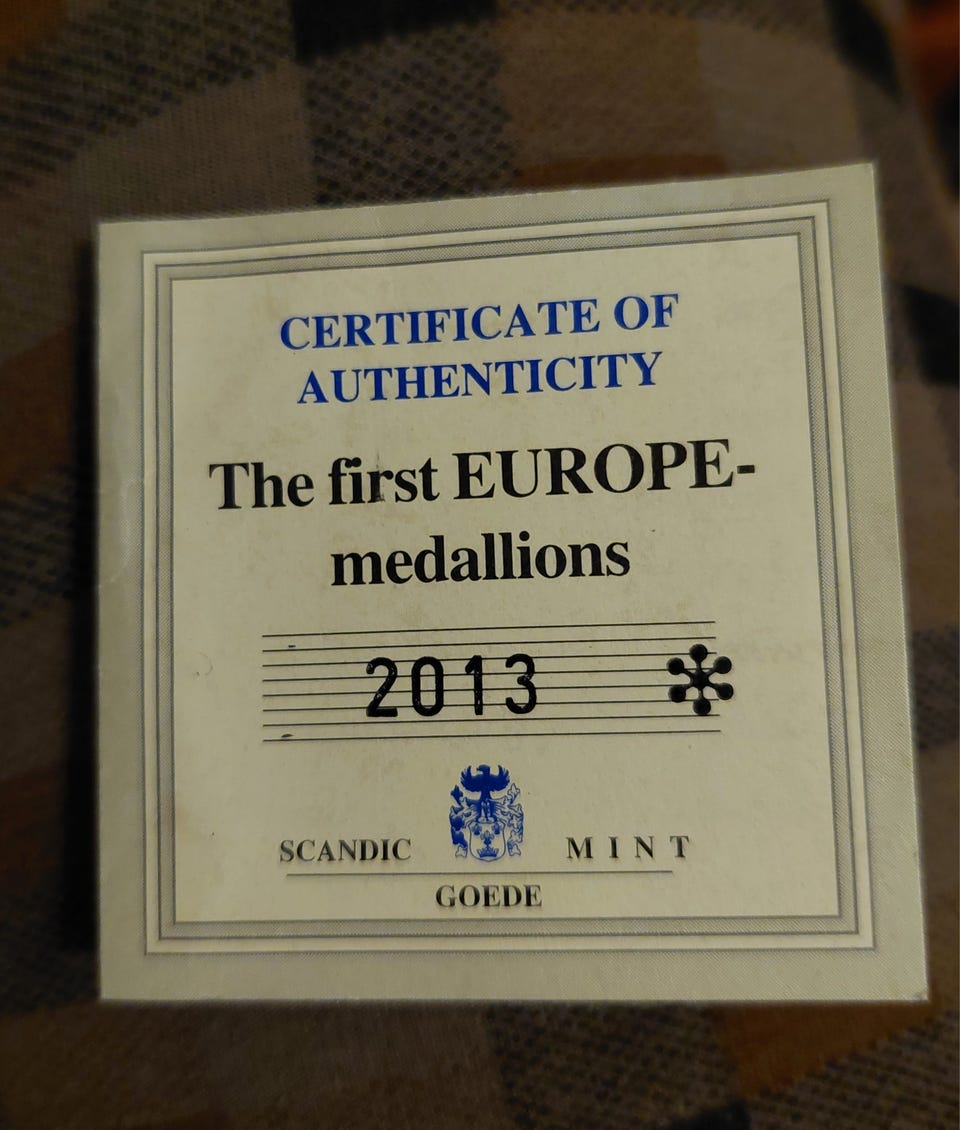 CERTIFICATE OF
AUTHENTICITY
The first EUROPE-
medallions
2013
SCANDIC MINT
GOEDE